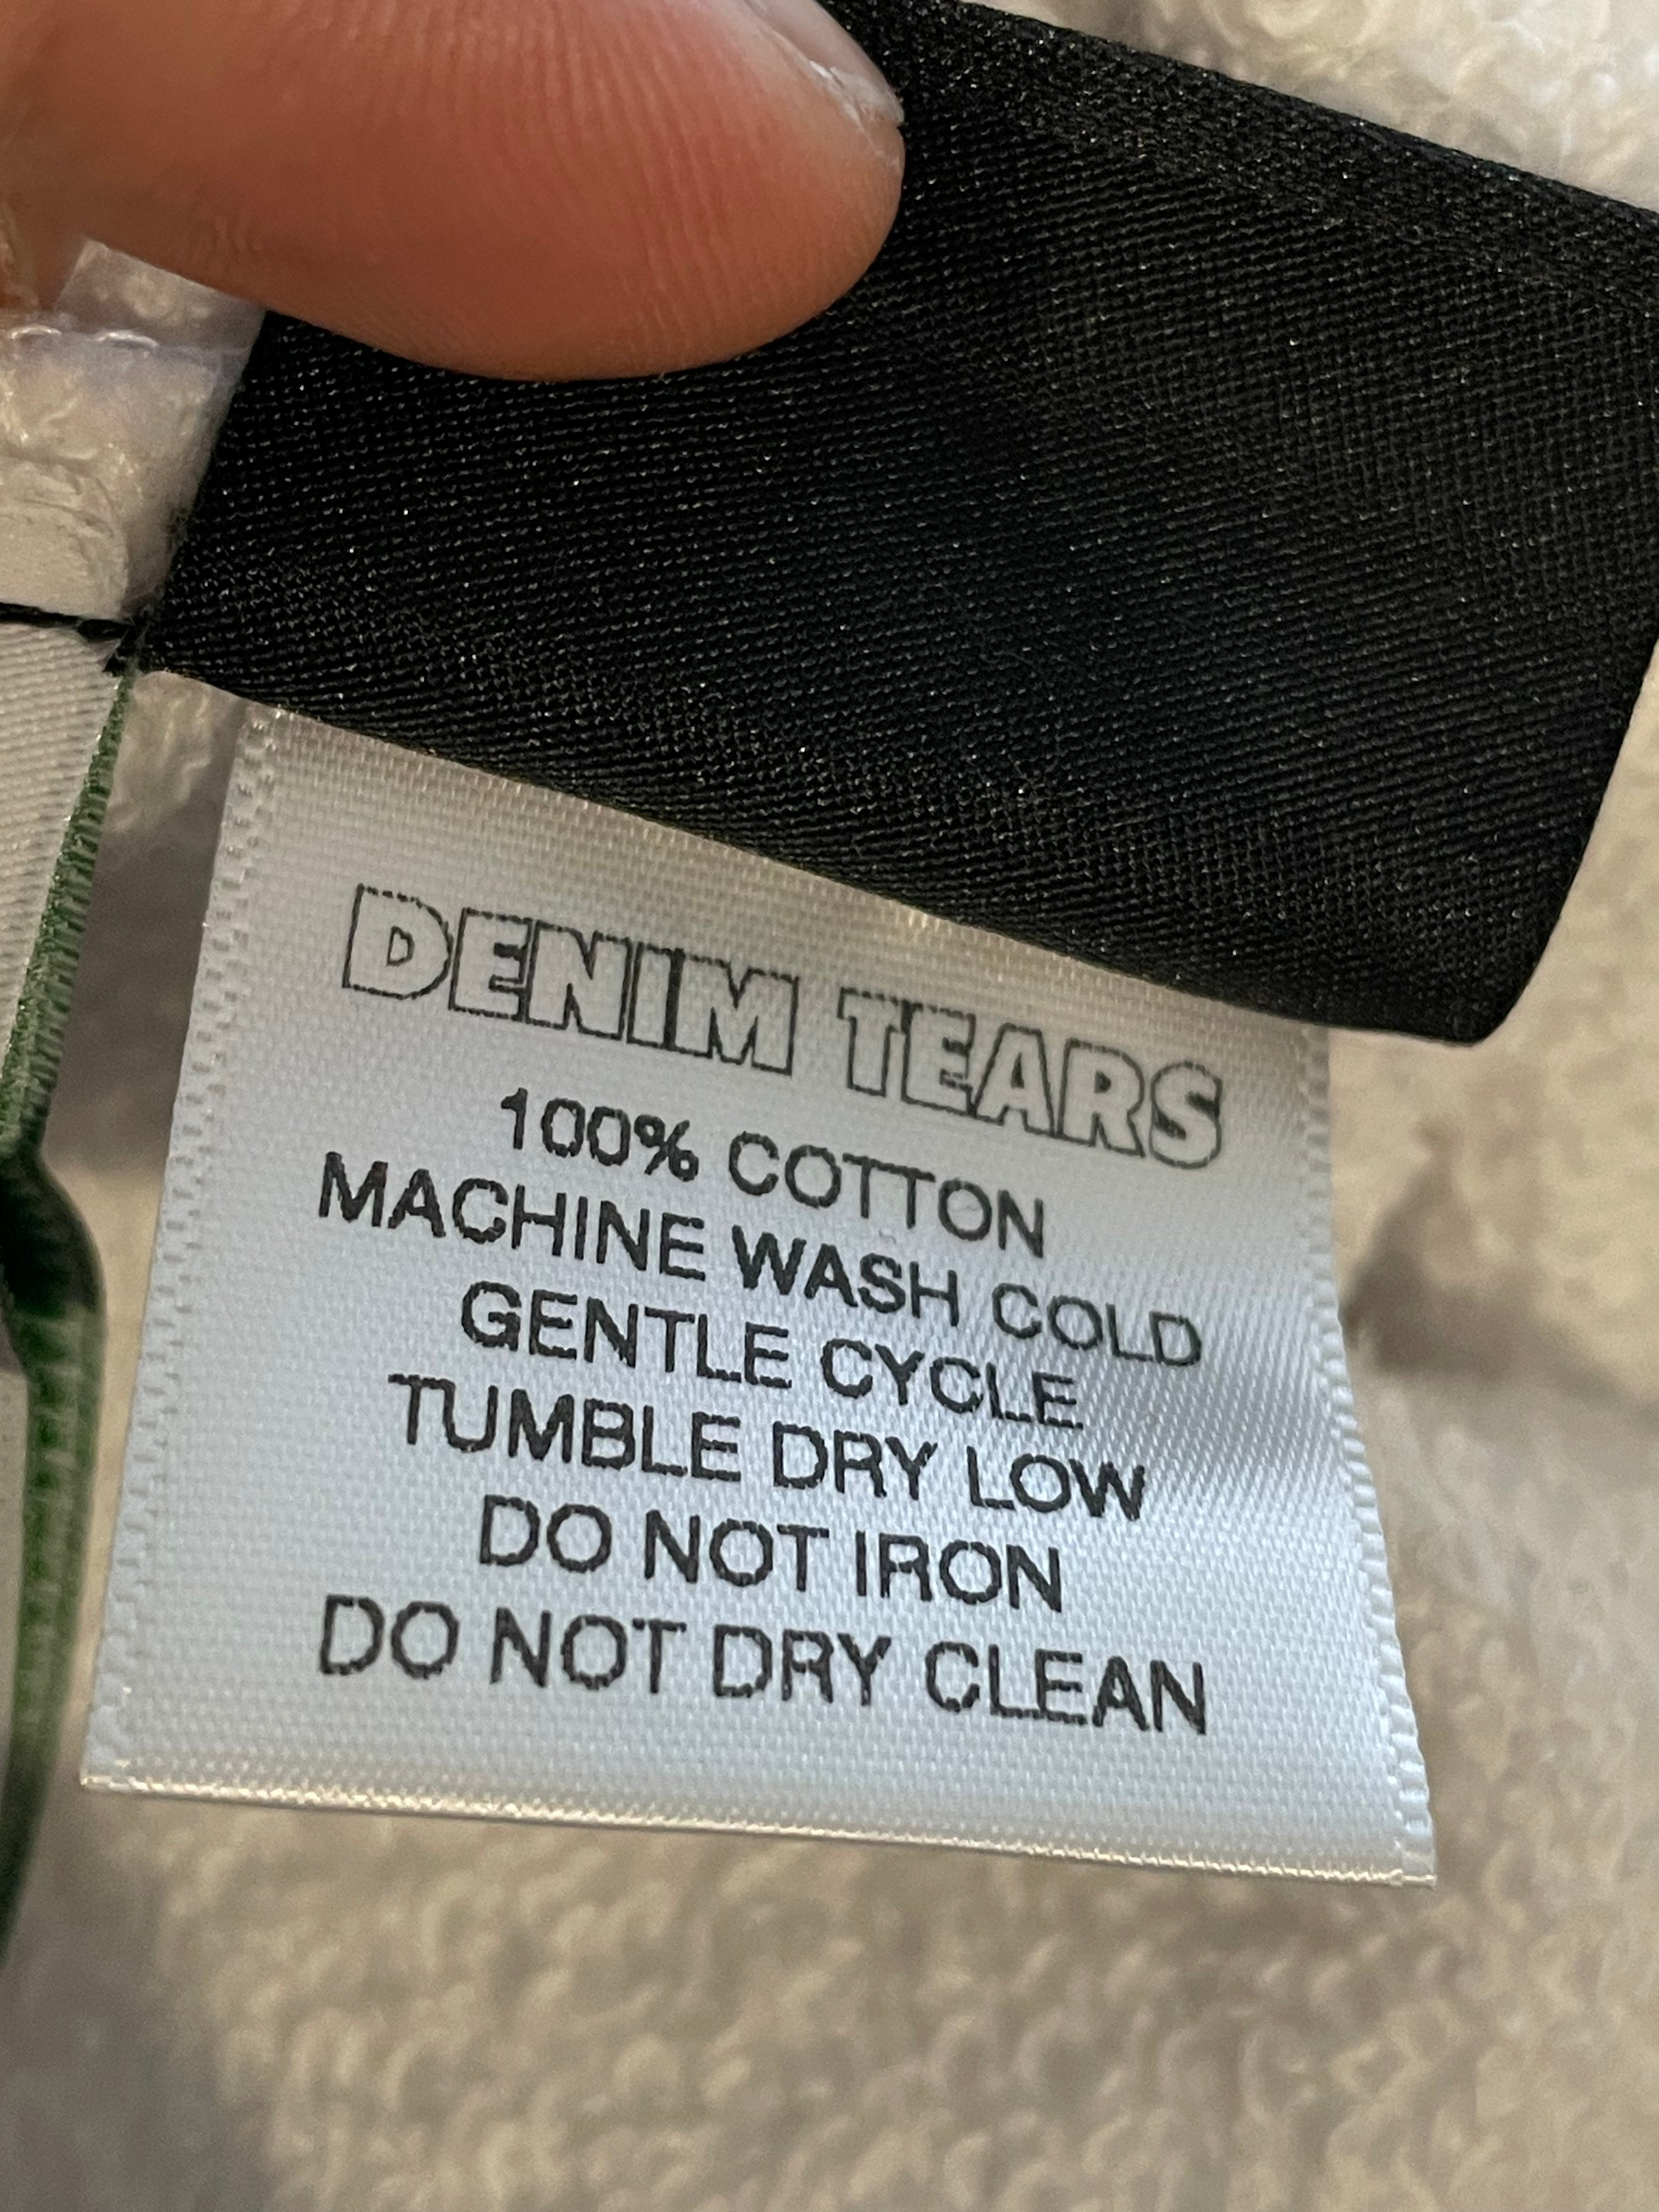 DENIM TEARS
100% COTTON
MACHINE WASH COLD
GENTLE CYCLE
TUMBLE DRY LOW
DO NOT IRON
DO NOT DRY CLEAN